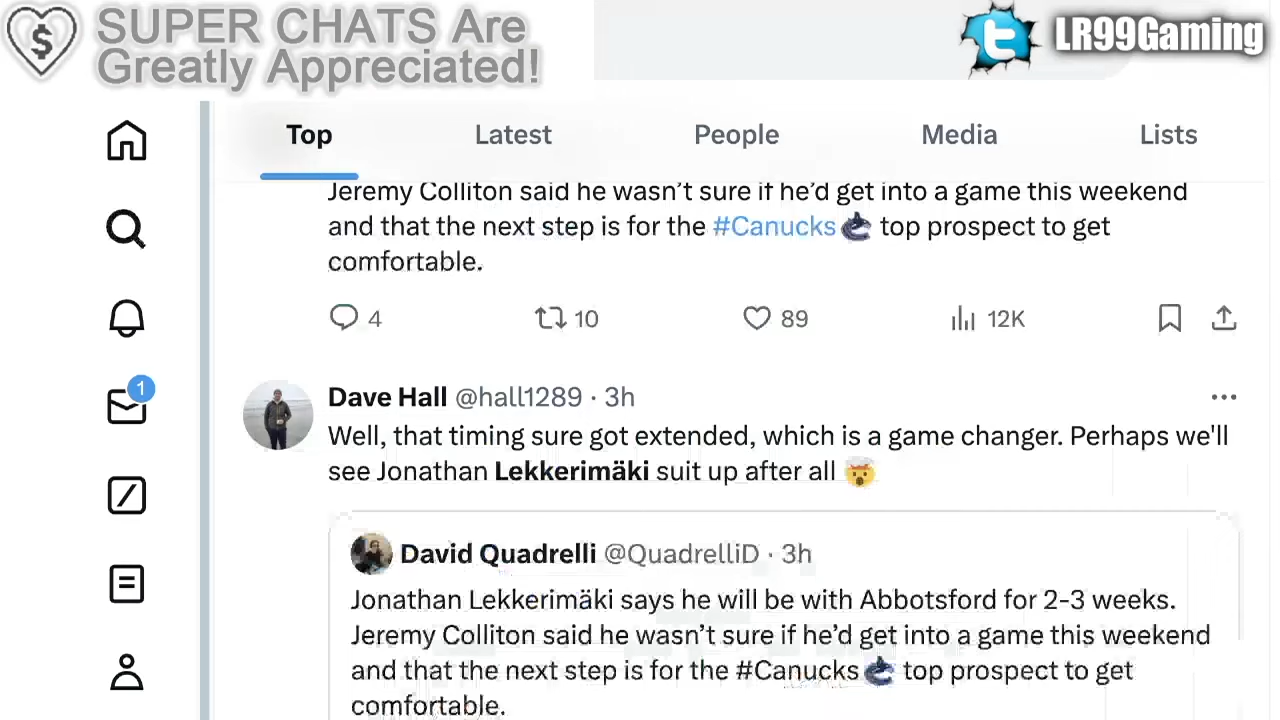 SUPER CHATS Are
Greatly Appreciated!
LR99Gaming
Top Latest People Media Lists
Jeremy Colliton said he wasn't sure if he'd get into a game this weekend
and that the next step is for the #Canucks top prospect to get
comfortable.
4 10 89 12K
1
Dave Hall @hall1289 · 3h
Well, that timing sure got extended, which is a game changer. Perhaps we'll
see Jonathan Lekkerimäki suit up after all 🤯
David Quadrelli @QuadrelliD · 3h
Jonathan Lekkerimäki says he will be with Abbotsford for 2-3 weeks.
Jeremy Colliton said he wasn't sure if he'd get into a game this weekend
and that the next step is for the #Canucks top prospect to get
comfortable.